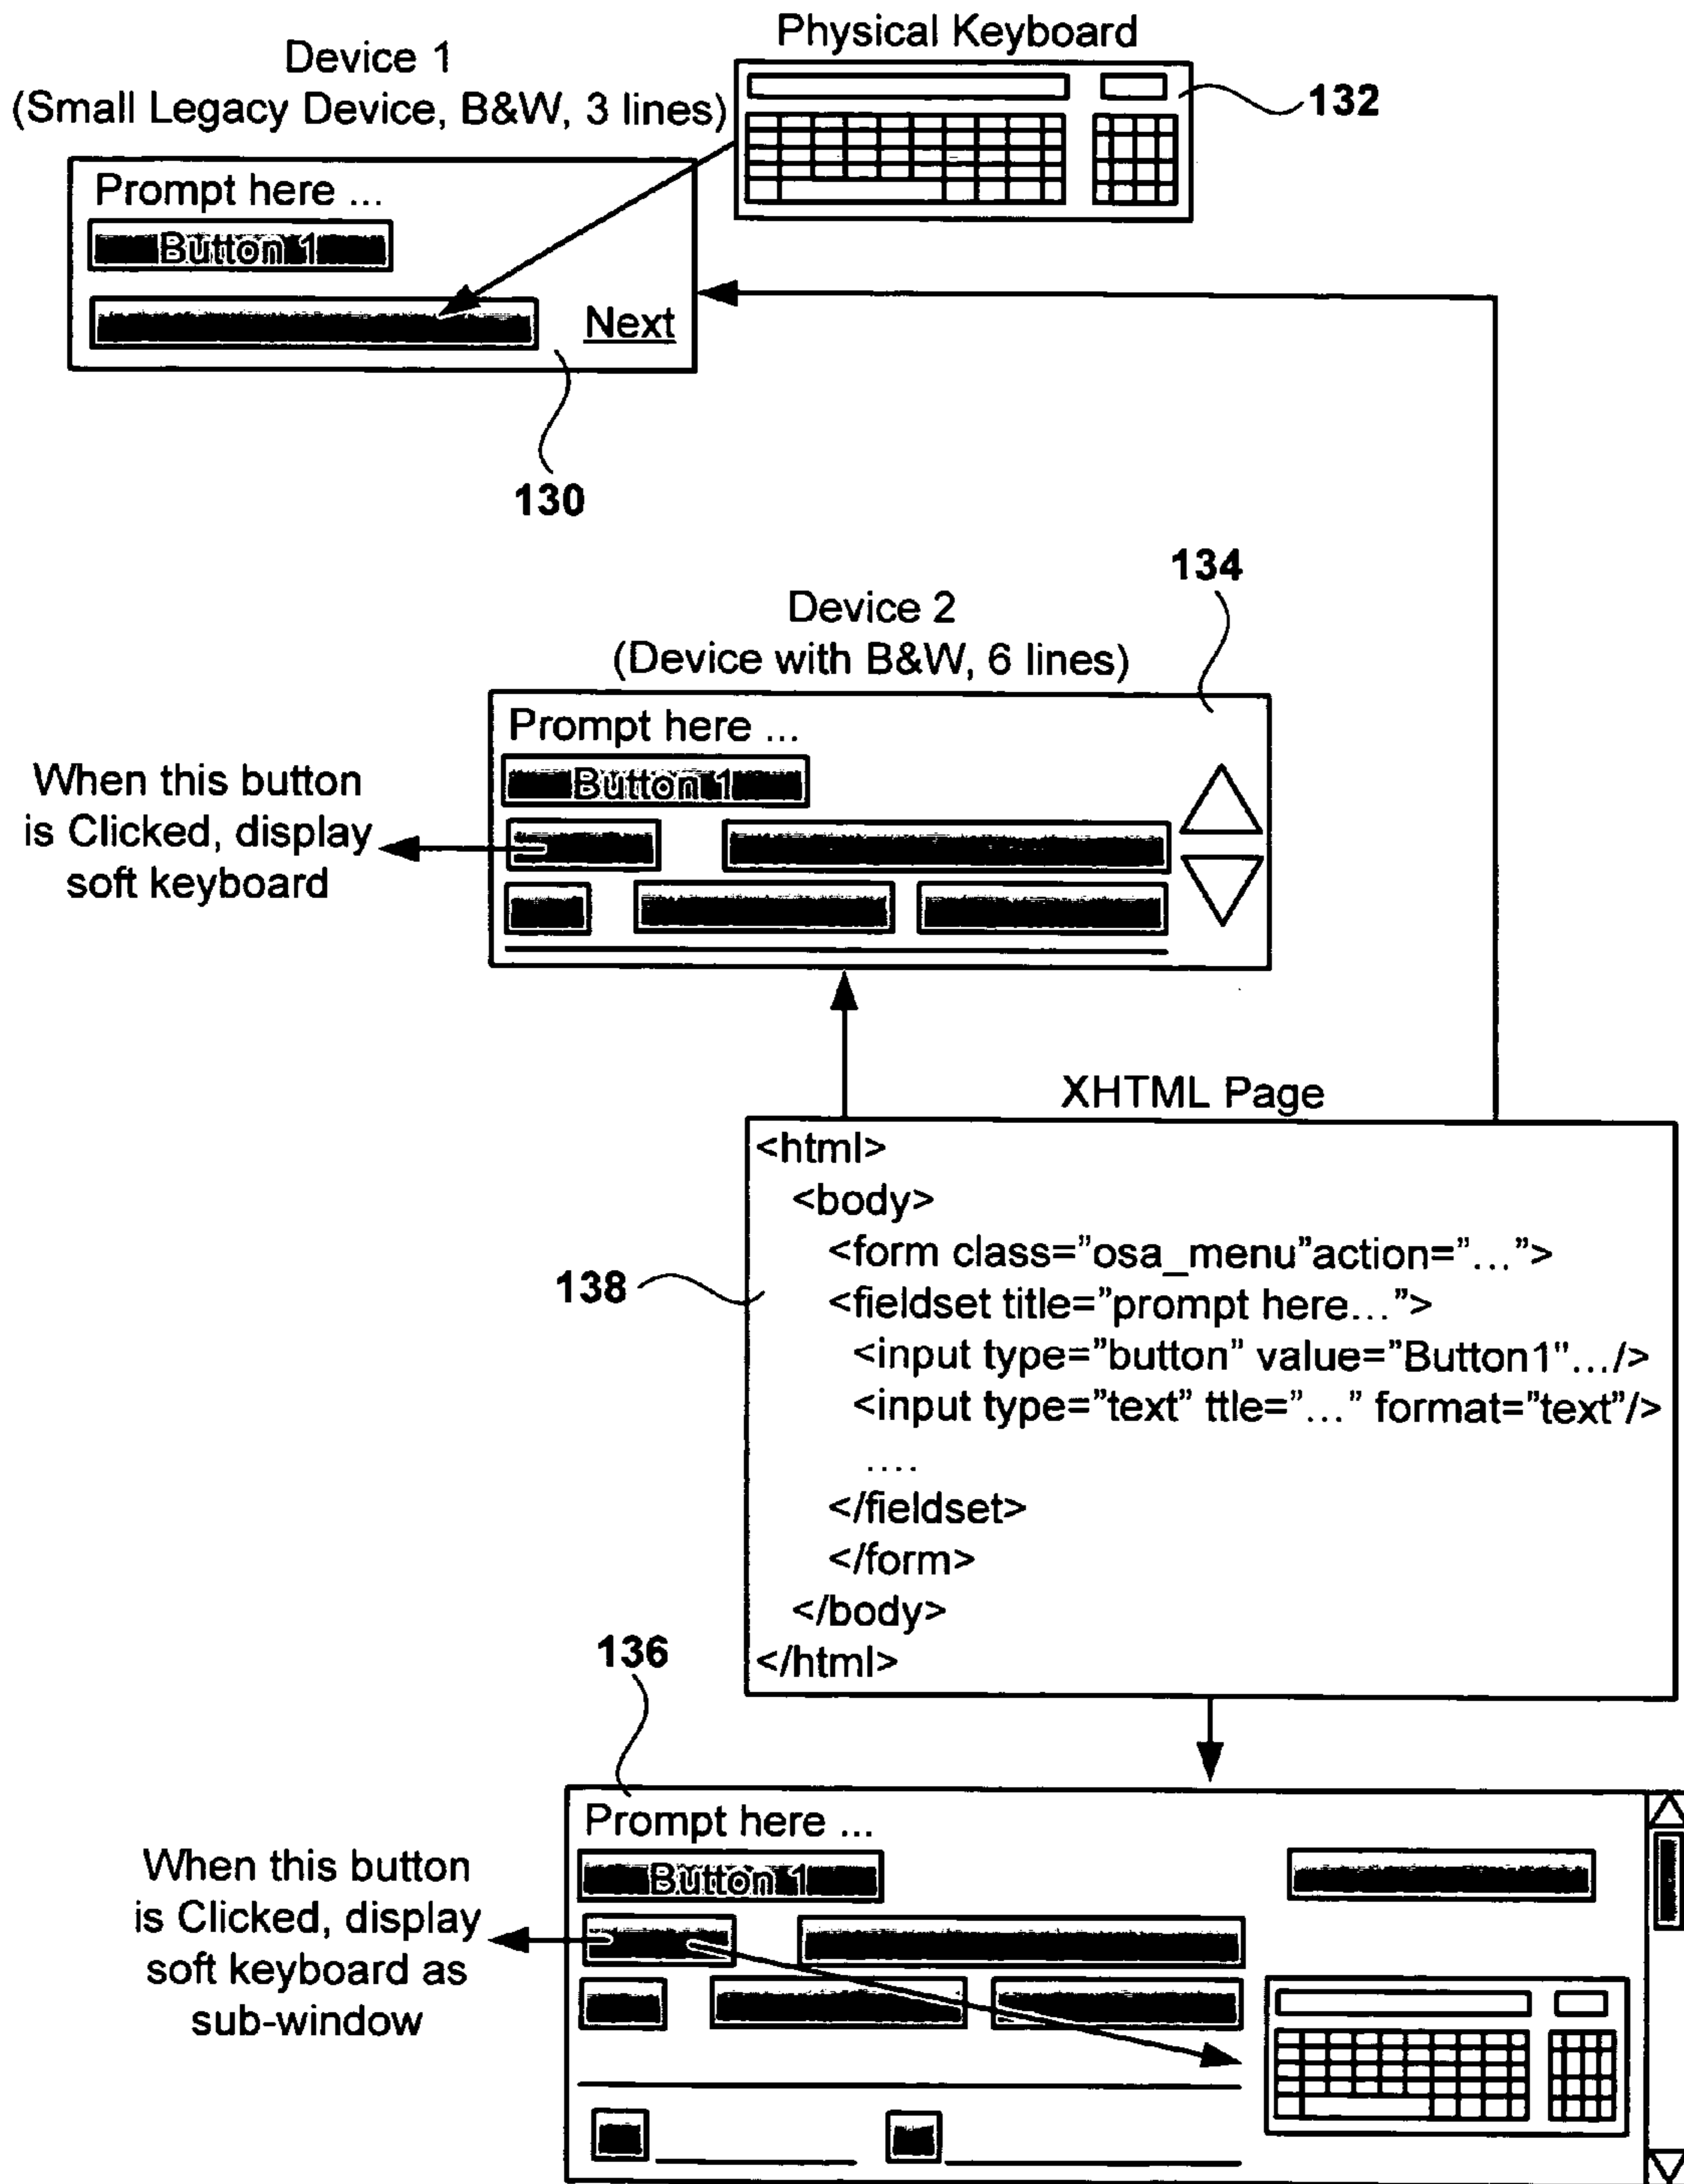 Physical Keyboard
132
Device 1
(Small Legacy Device, B&W, 3 lines)
Prompt here ...
Button 1
Next
130
134
Device 2
(Device with B&W, 6 lines)
Prompt here ...
Button 1
When this button
is Clicked, display
soft keyboard
XHTML Page
<html>
<body>
<form class="osa_menu"action="...">
<fieldset title="prompt here...">
<input type="button" value="Button1".../>
<input type="text" ttle="..." format="text"/>
....
</fieldset>
</form>
</body>
</html>
138
136
Prompt here ...
Button 1
When this button
is Clicked, display
soft keyboard as
sub-window